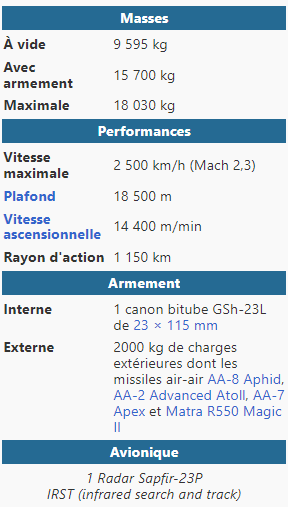 Masses
À vide 9 595 kg
Avec
armement 15 700 kg
Maximale 18 030 kg
Performances
Vitesse
maximale 2 500 km/h (Mach 2,3)
Plafond 18 500 m
Vitesse
ascensionnelle 14 400 m/min
Rayon d'action 1 150 km
Armement
Interne 1 canon bitube GSh-23L
de 23 × 115 mm
Externe 2000 kg de charges
extérieures dont les
missiles air-air AA-8 Aphid,
AA-2 Advanced Atoll, AA-7
Apex et Matra R550 Magic
II
Avionique
1 Radar Sapfir-23P
IRST (infrared search and track)